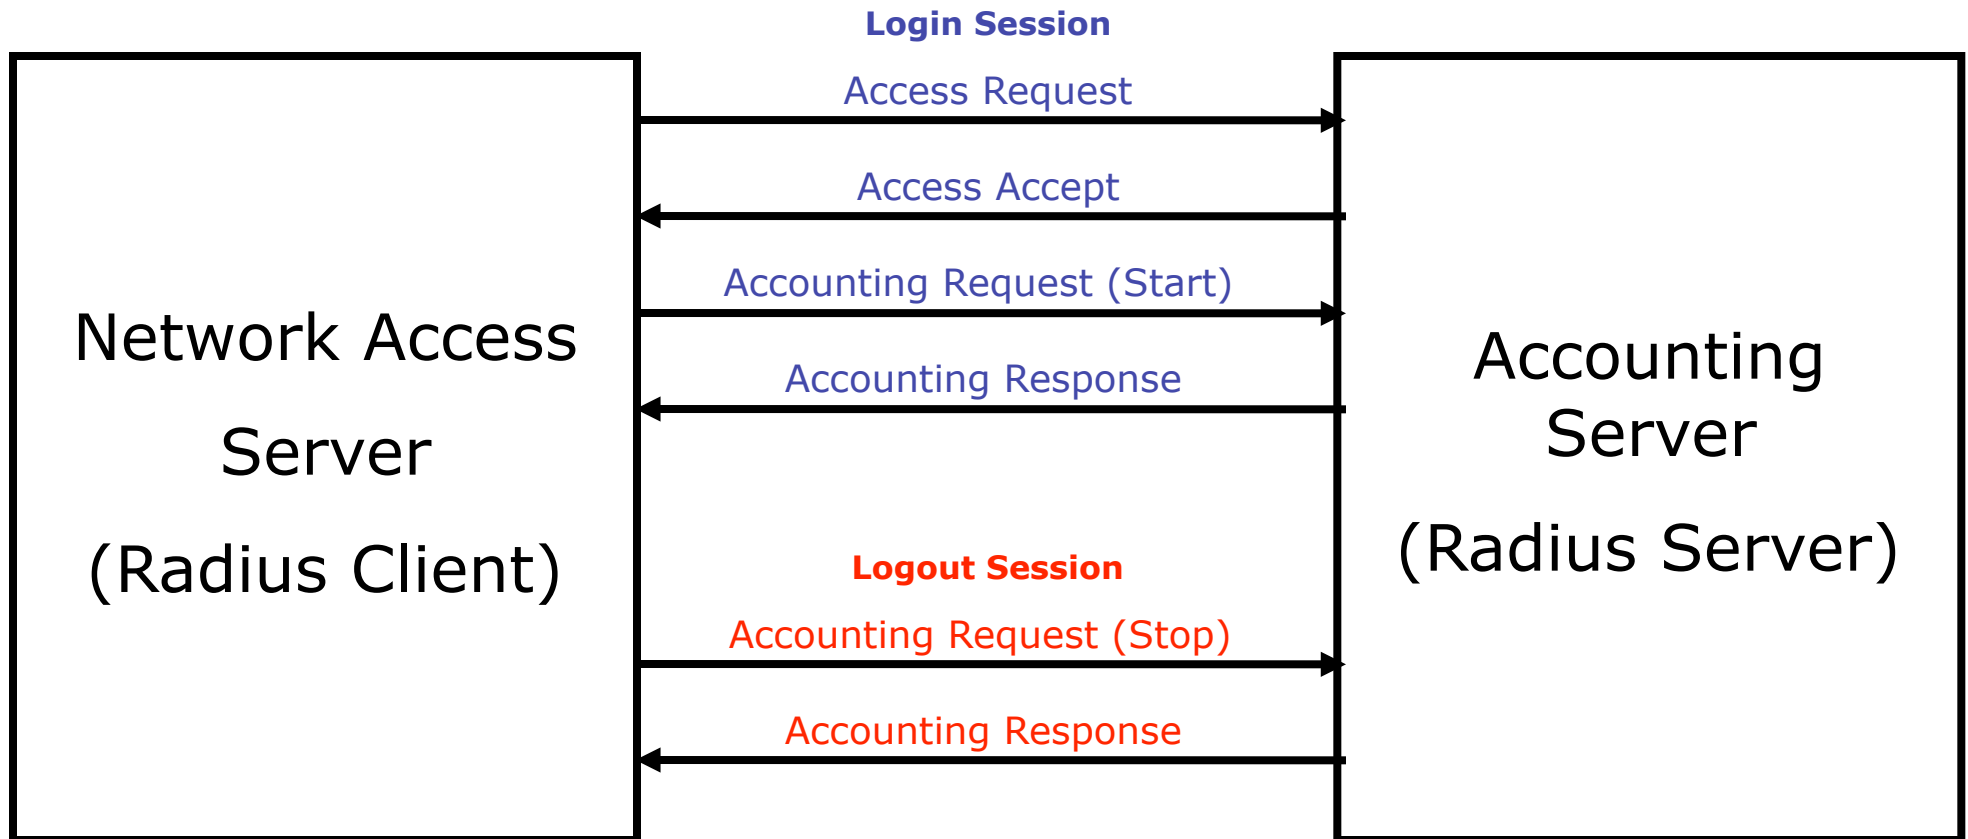 Login Session
Access Request
Access Accept
Accounting Request (Start)
Accounting Response
Network Access
Server
(Radius Client)
Accounting
Server
(Radius Server)
Logout Session
Accounting Request (Stop)
Accounting Response